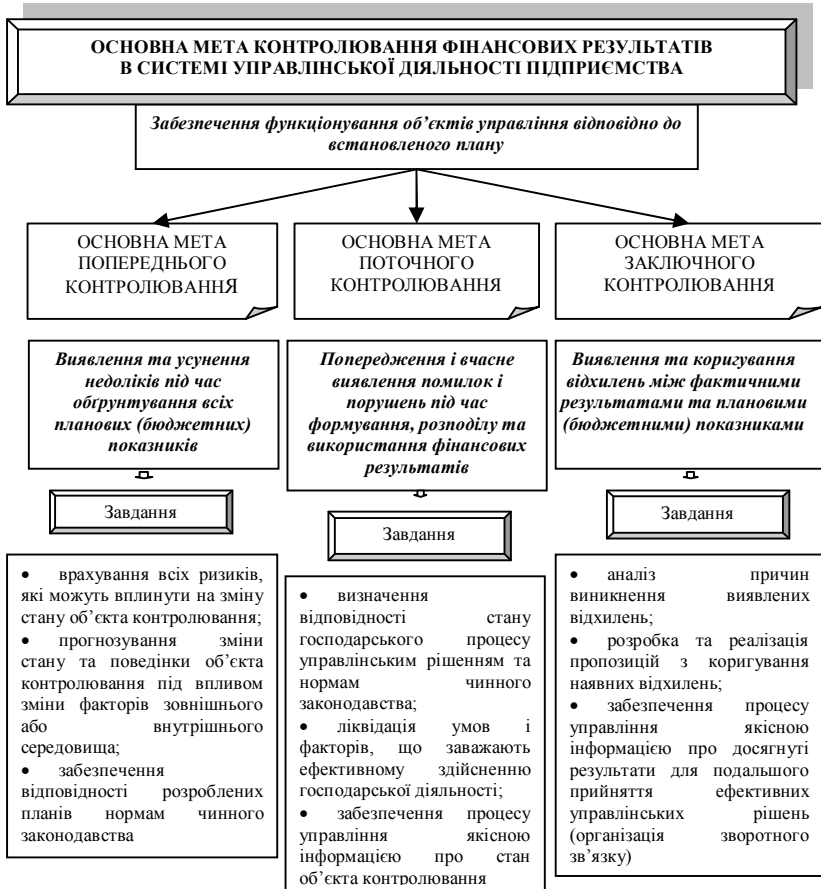 ОСНОВНА МЕТА КОНТРОЛЮВАННЯ ФІНАНСОВИХ РЕЗУЛЬТАТІВ
В СИСТЕМІ УПРАВЛІНСЬКОЇ ДІЯЛЬНОСТІ ПІДПРИЄМСТВА
Забезпечення функціонування об’єктів управління відповідно до
встановленого плану
ОСНОВНА МЕТА
ПОПЕРЕДНЬОГО
КОНТРОЛЮВАННЯ
ОСНОВНА МЕТА
ПОТОЧНОГО
КОНТРОЛЮВАННЯ
ОСНОВНА МЕТА
ЗАКЛЮЧНОГО
КОНТРОЛЮВАННЯ
Виявлення та усунення
недоліків під час
обґрунтування всіх
планових (бюджетних)
показників
Попередження і вчасне
виявлення помилок і
порушень під час
формування, розподілу та
використання фінансових
результатів
Виявлення та коригування
відхилень між фактичними
результатами та плановими
(бюджетними) показниками
Завдання
Завдання
Завдання
• врахування всіх ризиків,
які можуть вплинути на зміну
стану об’єкта контролювання;
• прогнозування зміни
стану та поведінки об’єкта
контролювання під впливом
зміни факторів зовнішнього
або внутрішнього
середовища;
• забезпечення
відповідності розроблених
планів нормам чинного
законодавства
• визначення
відповідності стану
господарського процесу
управлінським рішенням та
нормам чинного
законодавства;
• ліквідація умов і
факторів, що заважають
ефективному здійсненню
господарської діяльності;
• забезпечення процесу
управління якісною
інформацією про стан
об’єкта контролювання
• аналіз причин
виникнення виявлених
відхилень;
• розробка та реалізація
пропозицій з коригування
наявних відхилень;
• забезпечення процесу
управління якісною
інформацією про досягнуті
результати для подальшого
прийняття ефективних
управлінських рішень
(організація зворотного
зв’язку)